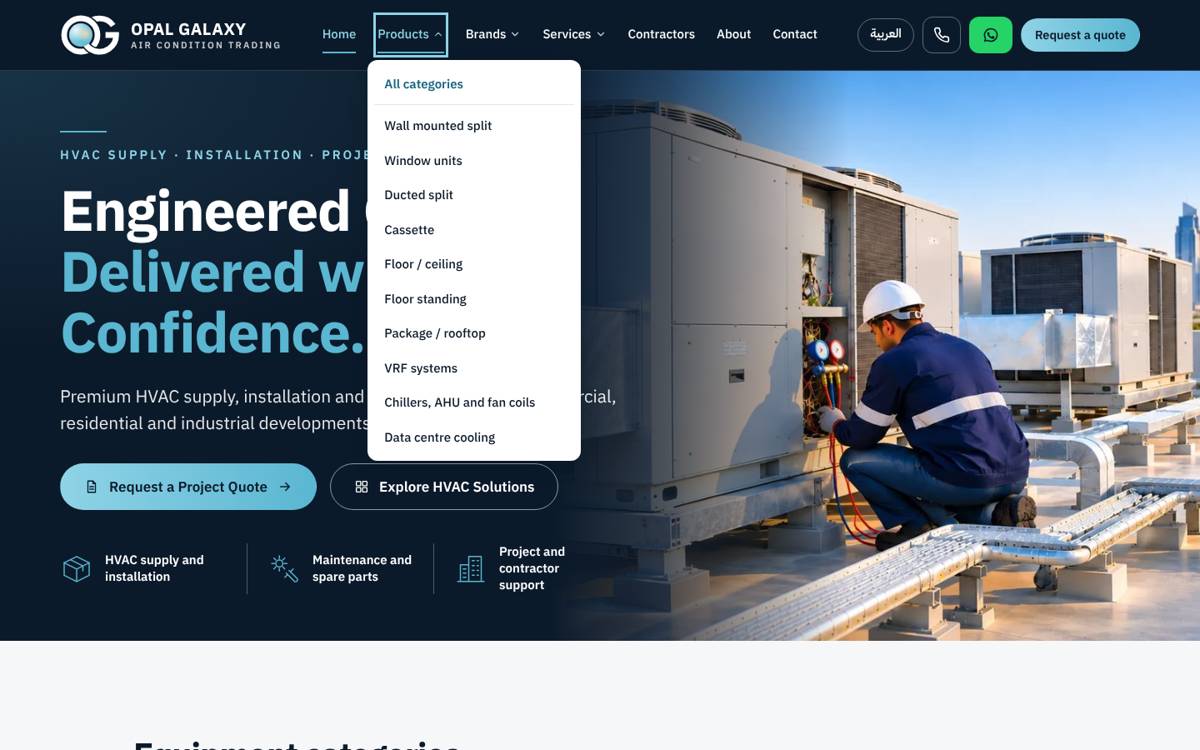 OPAL GALAXY
AIR CONDITION TRADING
Home
Products
Brands
Services
Contractors
About
Contact
العربية
Request a quote
All categories
Wall mounted split
Window units
Ducted split
Cassette
Floor / ceiling
Floor standing
Package / rooftop
VRF systems
Chillers, AHU and fan coils
Data centre cooling
HVAC SUPPLY · INSTALLATION ·
Engineered
Delivered
Confidence.
Premium HVAC supply, installation and
residential and industrial developments
Request a Project Quote
Explore HVAC Solutions
HVAC supply and
installation
Maintenance and
spare parts
Project and
contractor
support
Equipment categories